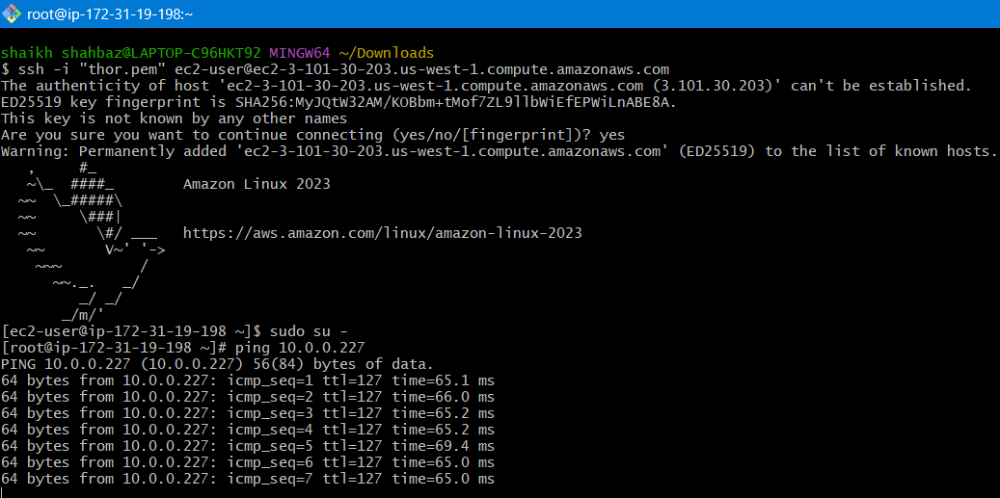 root@ip-172-31-19-198:~
shaikh shahbaz@LAPTOP-C96HKT92 MINGW64 ~/Downloads
$ ssh -i "thor.pem" ec2-user@ec2-3-101-30-203.us-west-1.compute.amazonaws.com
The authenticity of host 'ec2-3-101-30-203.us-west-1.compute.amazonaws.com (3.101.30.203)' can't be established.
ED25519 key fingerprint is SHA256:MyJQtW32AM/KOBbm+tMof7ZL9llbWiEfEPWiLnABE8A.
This key is not known by any other names
Are you sure you want to continue connecting (yes/no/[fingerprint])? yes
Warning: Permanently added 'ec2-3-101-30-203.us-west-1.compute.amazonaws.com' (ED25519) to the list of known hosts.
   ,     #_
   ~\_  ####_        Amazon Linux 2023
  ~~  \_#####\
  ~~     \###|
  ~~       \#/ ___   https://aws.amazon.com/linux/amazon-linux-2023
   ~~       V~' '->
    ~~~         /
      ~~._.   _/
         _/ _/
       _/m/'
[ec2-user@ip-172-31-19-198 ~]$ sudo su -
[root@ip-172-31-19-198 ~]# ping 10.0.0.227
PING 10.0.0.227 (10.0.0.227) 56(84) bytes of data.
64 bytes from 10.0.0.227: icmp_seq=1 ttl=127 time=65.1 ms
64 bytes from 10.0.0.227: icmp_seq=2 ttl=127 time=66.0 ms
64 bytes from 10.0.0.227: icmp_seq=3 ttl=127 time=65.2 ms
64 bytes from 10.0.0.227: icmp_seq=4 ttl=127 time=65.2 ms
64 bytes from 10.0.0.227: icmp_seq=5 ttl=127 time=69.4 ms
64 bytes from 10.0.0.227: icmp_seq=6 ttl=127 time=65.0 ms
64 bytes from 10.0.0.227: icmp_seq=7 ttl=127 time=65.0 ms